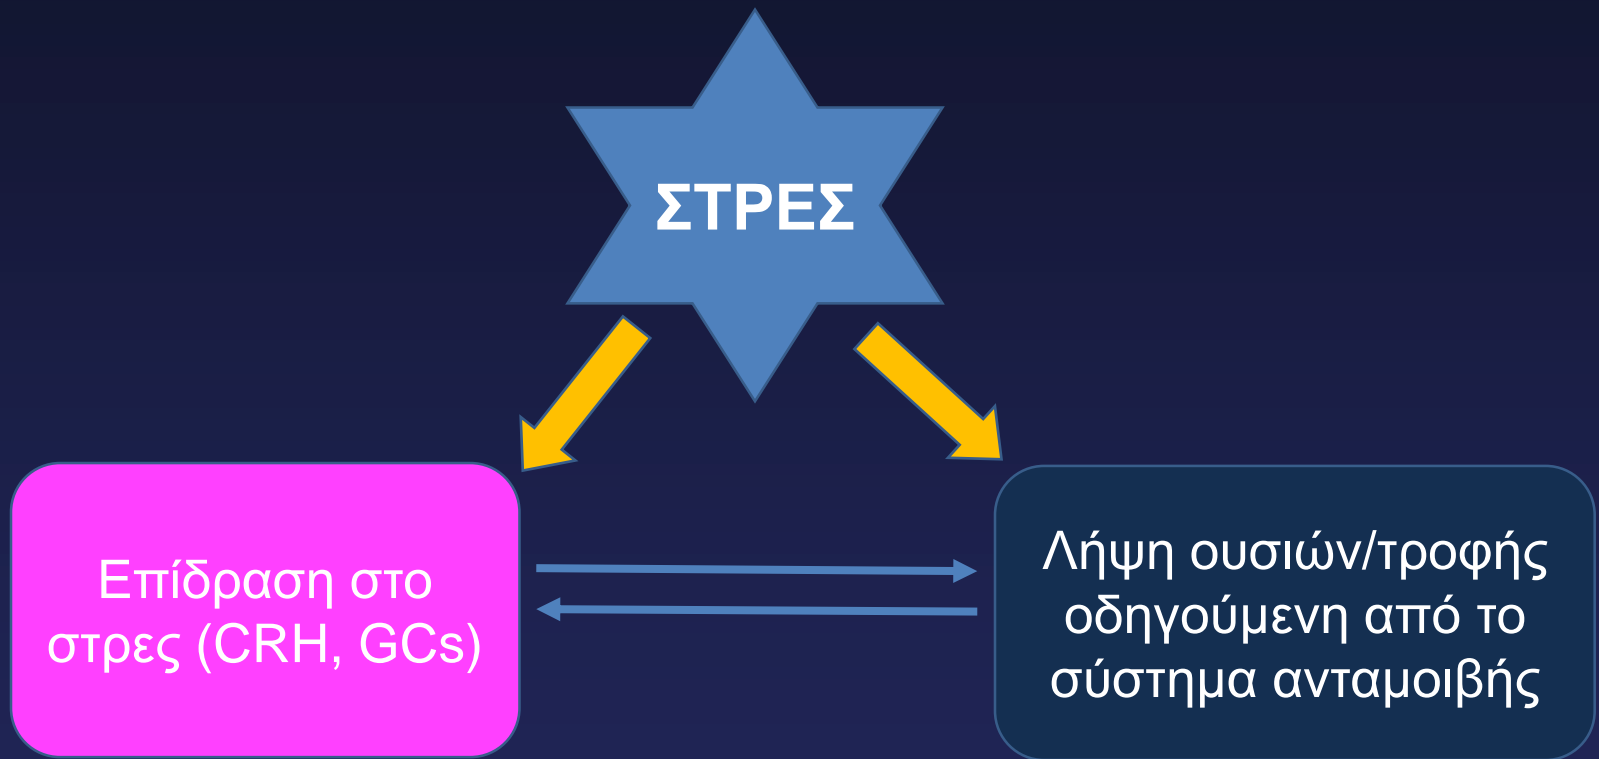 ΣΤΡΕΣ
Επίδραση στο
στρες (CRH, GCs)
Λήψη ουσιών/τροφής
οδηγούμενη από το
σύστημα ανταμοιβής